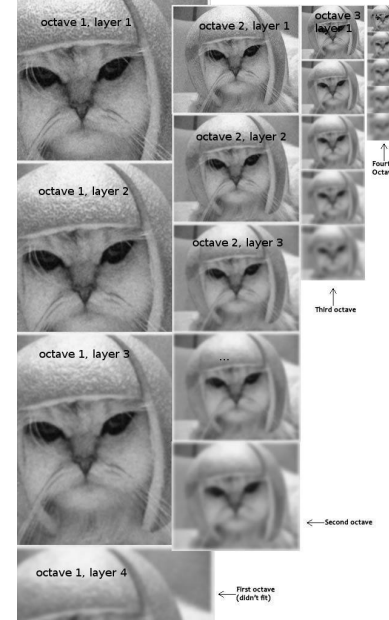 octave 1, layer 1
octave 2, layer 1
octave 3
layer 1
octave 2, layer 2
Fourt
Octav
octave 1, layer 2
octave 2, layer 3
Third octave
octave 1, layer 3
...
Second octave
octave 1, layer 4
First octave
(didn't fit)